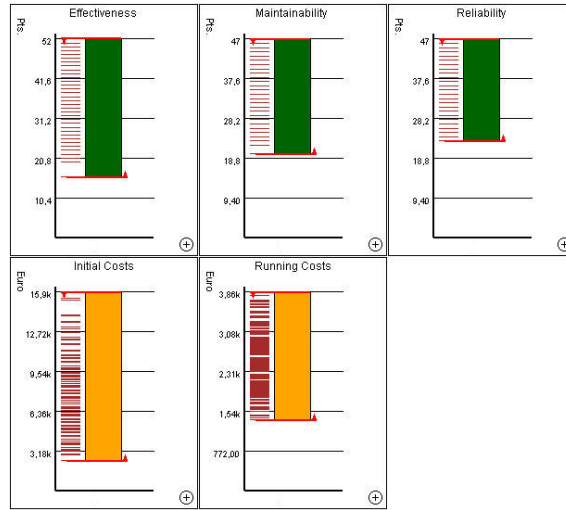 Effectiveness
Pts.
52
41,6
31,2
20,8
10,4
Maintainability
Pts.
47
37,6
28,2
18,8
9,40
Reliability
Pts.
47
37,6
28,2
18,8
9,40
Initial Costs
Euro
15,9k
12,72k
9,54k
6,36k
3,18k
Running Costs
Euro
3,86k
3,08k
2,31k
1,54k
772,00